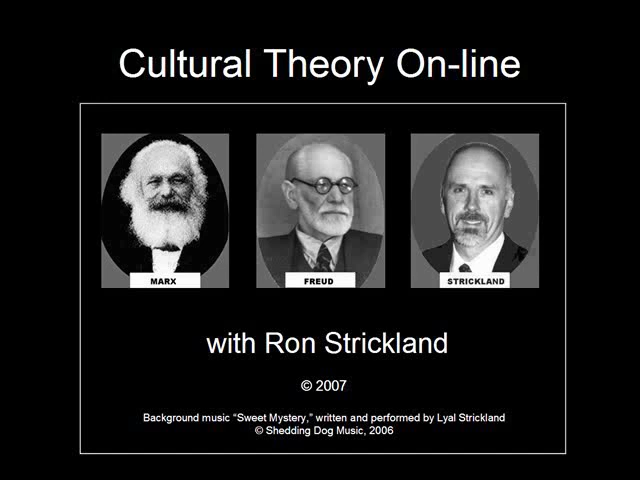 Cultural Theory On-line
MARX
FREUD
STRICKLAND
with Ron Strickland
© 2007
Background music “Sweet Mystery,” written and performed by Lyal Strickland
© Shedding Dog Music, 2006